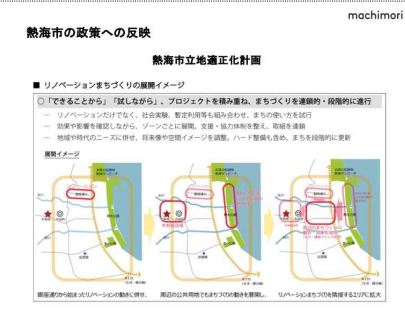 machimori
熱海市の政策への反映
熱海市立地適正化計画
■ リノベーションまちづくりの展開イメージ
◎「できることから」「試しながら」、プロジェクトを積み重ね、まちづくりを連鎖的・段階的に進行
… リノベーションだけでなく、社会実験、暫定利用等も組み合わせ、まちの使い方を試行
… 効果や影響を確認しながら、ゾーンごとに展開。支援・協力体制を整え、取組を連鎖
… 地域や時代のニーズに併せ、将来像や空間イメージを調整。ハード整備も含め、まちを段階的に更新
展開イメージ
銀座通りから始まったリノベーションの動きに併せ、
周辺の公共用地でもまちづくりの動きを展開し、
リノベーションまちづくりを隣接するエリアに拡大